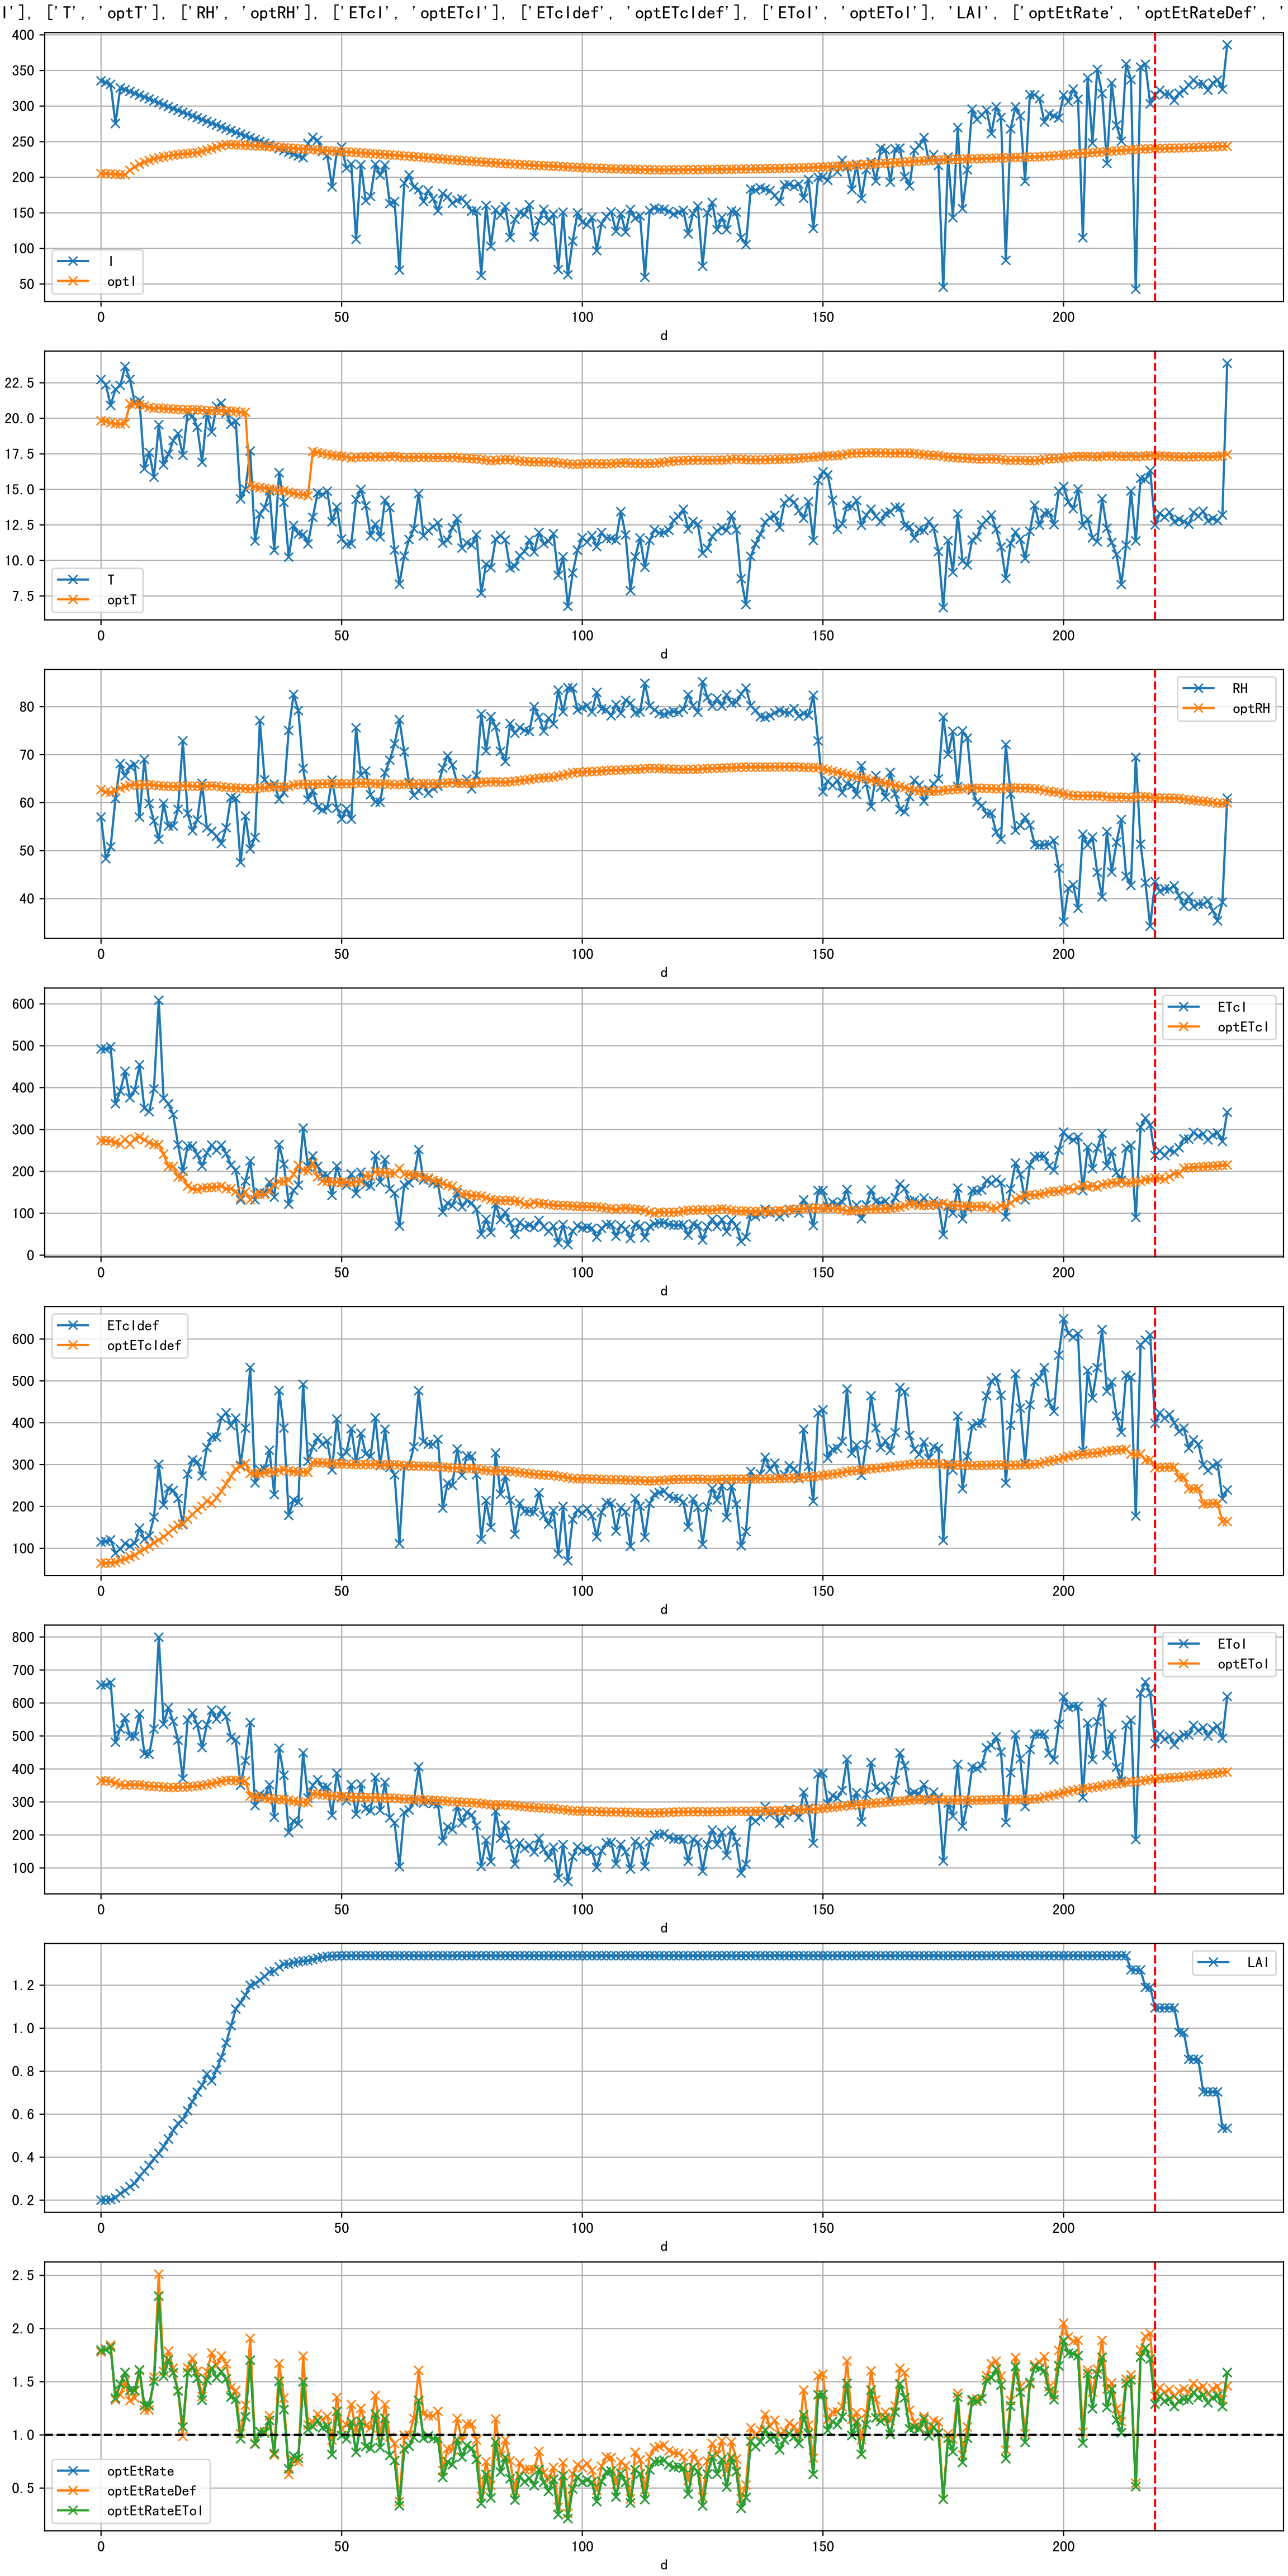 I'], ['T', 'optT'], ['RH', 'optRH'], ['ETcI', 'optETcI'], ['ETcIdef', 'optETcIdef'], ['EToI', 'optEToI'], 'LAI', ['optEtRate', 'optEtRateDef', '
400
350
300
250
200
150
100
50
I
optI
0 50 100 150 200
d
22.5
20.0
17.5
15.0
12.5
10.0
7.5
T
optT
0 50 100 150 200
d
80
70
60
50
40
RH
optRH
0 50 100 150 200
d
600
500
400
300
200
100
0
ETcI
optETcI
0 50 100 150 200
d
600
500
400
300
200
100
ETcIdef
optETcIdef
0 50 100 150 200
d
800
700
600
500
400
300
200
100
EToI
optEToI
0 50 100 150 200
d
1.2
1.0
0.8
0.6
0.4
0.2
LAI
0 50 100 150 200
d
2.5
2.0
1.5
1.0
0.5
optEtRate
optEtRateDef
optEtRateEToI
0 50 100 150 200
d